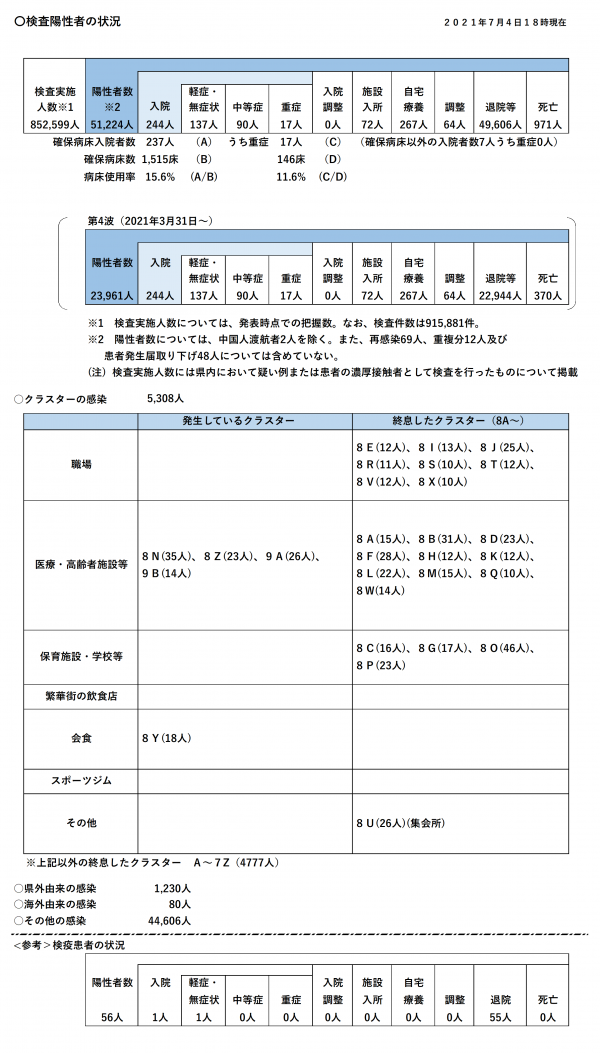 〇検査陽性者の状況 2021年7月4日18時現在
検査実施人数※1 陽性者数※2 入院 軽症・無症状 中等症 重症 入院調整 施設入所 自宅療養 調整 退院等 死亡
852,599人 51,224人 244人 137人 90人 17人 0人 72人 267人 64人 49,606人 971人
確保病床入院者数 237人 (A) うち重症 17人 (C) (確保病床以外の入院者数7人うち重症0人)
確保病床数 1,515床 (B) 146床 (D)
病床使用率 15.6% (A/B) 11.6% (C/D)
第4波（2021年3月31日～）
陽性者数 入院 軽症・無症状 中等症 重症 入院調整 施設入所 自宅療養 調整 退院等 死亡
23,961人 244人 137人 90人 17人 0人 72人 267人 64人 22,944人 370人
※1 検査実施人数については、発表時点での把握数。なお、検査件数は915,881件。
※2 陽性者数については、中国人渡航者2人を除く。また、再感染69人、重複分12人及び
患者発生届取り下げ48人については含めていない。
(注) 検査実施人数には県内において疑い例または患者の濃厚接触者として検査を行ったものについて掲載
○クラスターの感染 5,308人
発生しているクラスター 終息したクラスター（8A～）
職場
8E(12人)、8I(13人)、8J(25人)、
8R(11人)、8S(10人)、8T(12人)、
8V(12人)、8X(10人)
医療・高齢者施設等
8N(35人)、8Z(23人)、9A(26人)、
9B(14人)
8A(15人)、8B(31人)、8D(23人)、
8F(28人)、8H(12人)、8K(12人)、
8L(22人)、8M(15人)、8Q(10人)、
8W(14人)
保育施設・学校等
8C(16人)、8G(17人)、8O(46人)、
8P(23人)
繁華街の飲食店
会食 8Y(18人)
スポーツジム
その他 8U(26人)(集会所)
※上記以外の終息したクラスター A～7Z（4777人）
○県外由来の感染 1,230人
○海外由来の感染 80人
○その他の感染 44,606人
<参考>検疫患者の状況
陽性者数 入院 軽症・無症状 中等症 重症 入院調整 施設入所 自宅療養 調整 退院 死亡
56人 1人 1人 0人 0人 0人 0人 0人 0人 55人 0人